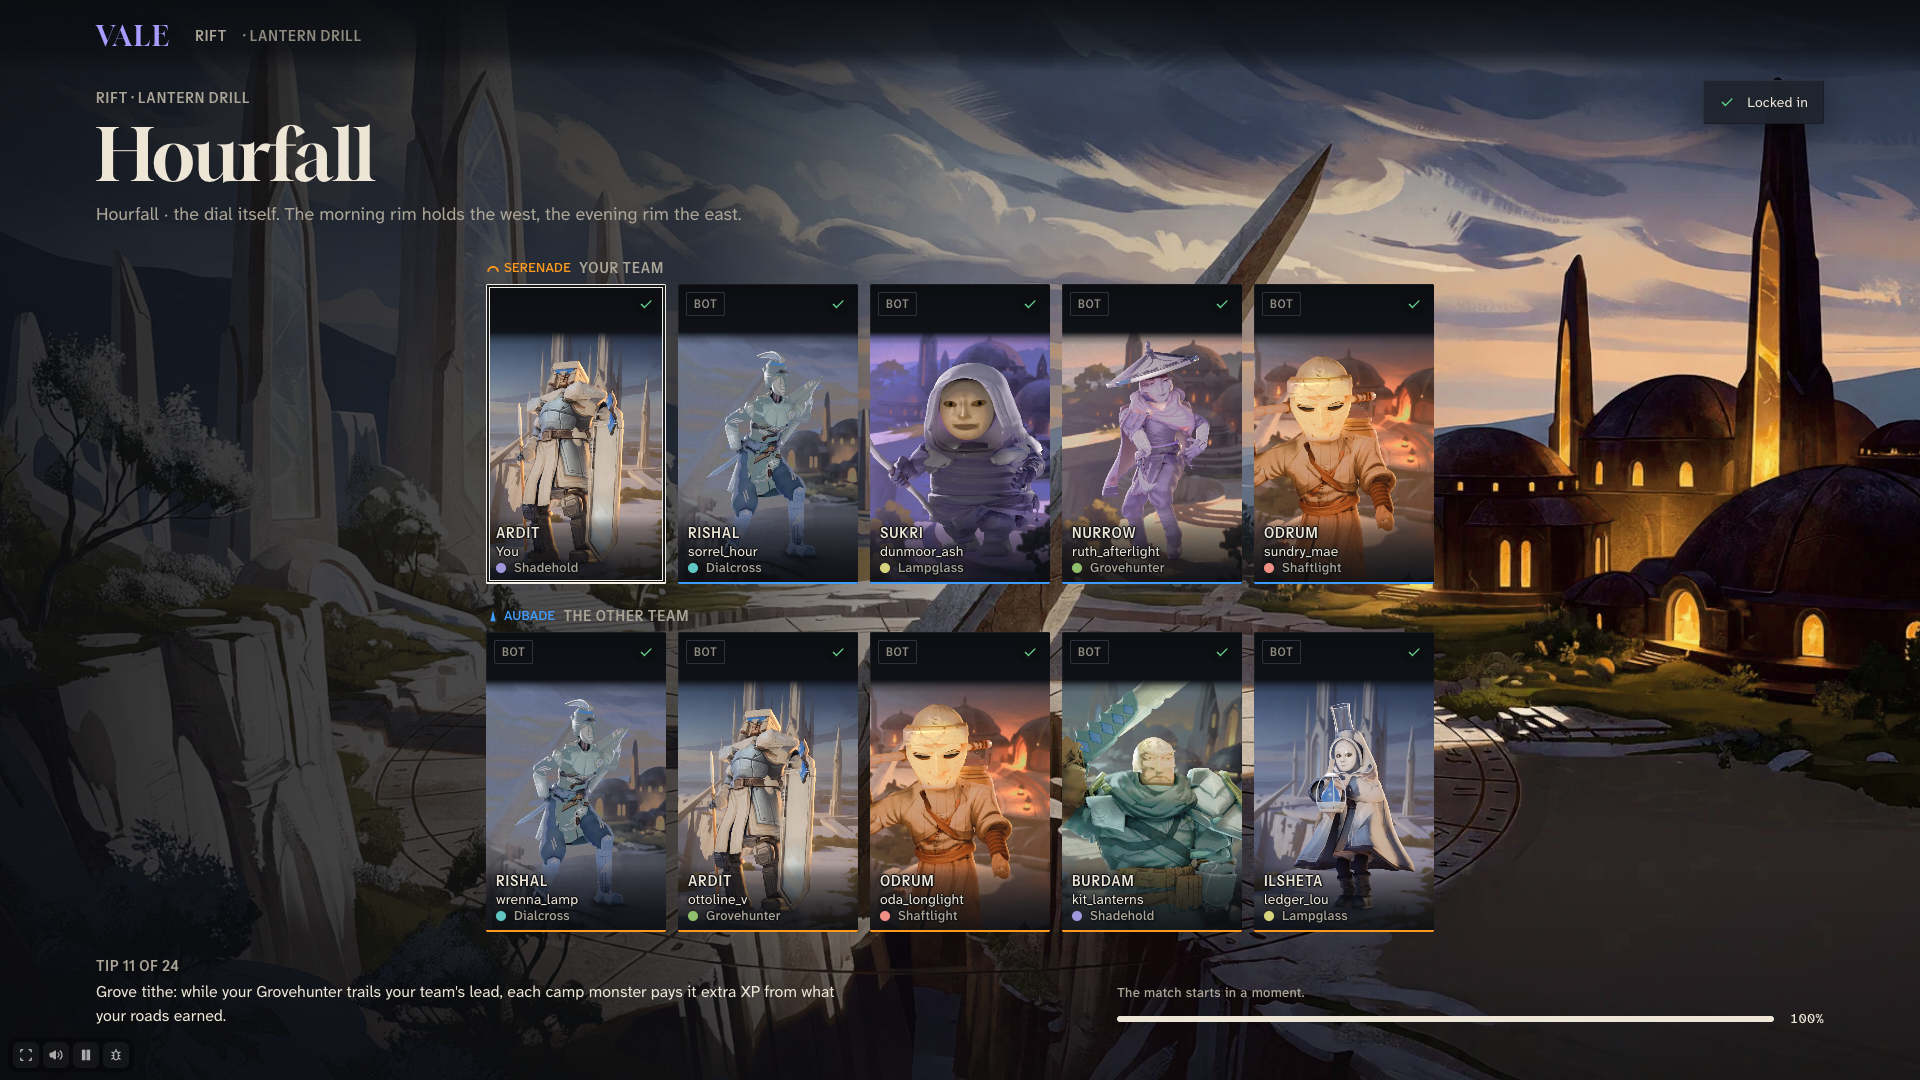 VALE RIFT · LANTERN DRILL
RIFT · LANTERN DRILL
Hourfall
Hourfall · the dial itself. The morning rim holds the west, the evening rim the east.
Locked in
SERENADE YOUR TEAM
ARDIT
You
Shadehold
BOT
RISHAL
sorrel_hour
Dialcross
BOT
SUKRI
dunmoor_ash
Lampglass
BOT
NURROW
ruth_afterlight
Grovehunter
BOT
ODRUM
sundry_mae
Shaftlight
AUBADE THE OTHER TEAM
BOT
RISHAL
wrenna_lamp
Dialcross
BOT
ARDIT
ottoline_v
Grovehunter
BOT
ODRUM
oda_longlight
Shaftlight
BOT
BURDAM
kit_lanterns
Shadehold
BOT
ILSHETA
ledger_lou
Lampglass
TIP 11 OF 24
Grove tithe: while your Grovehunter trails your team's lead, each camp monster pays it extra XP from what
your roads earned.
The match starts in a moment.
100%